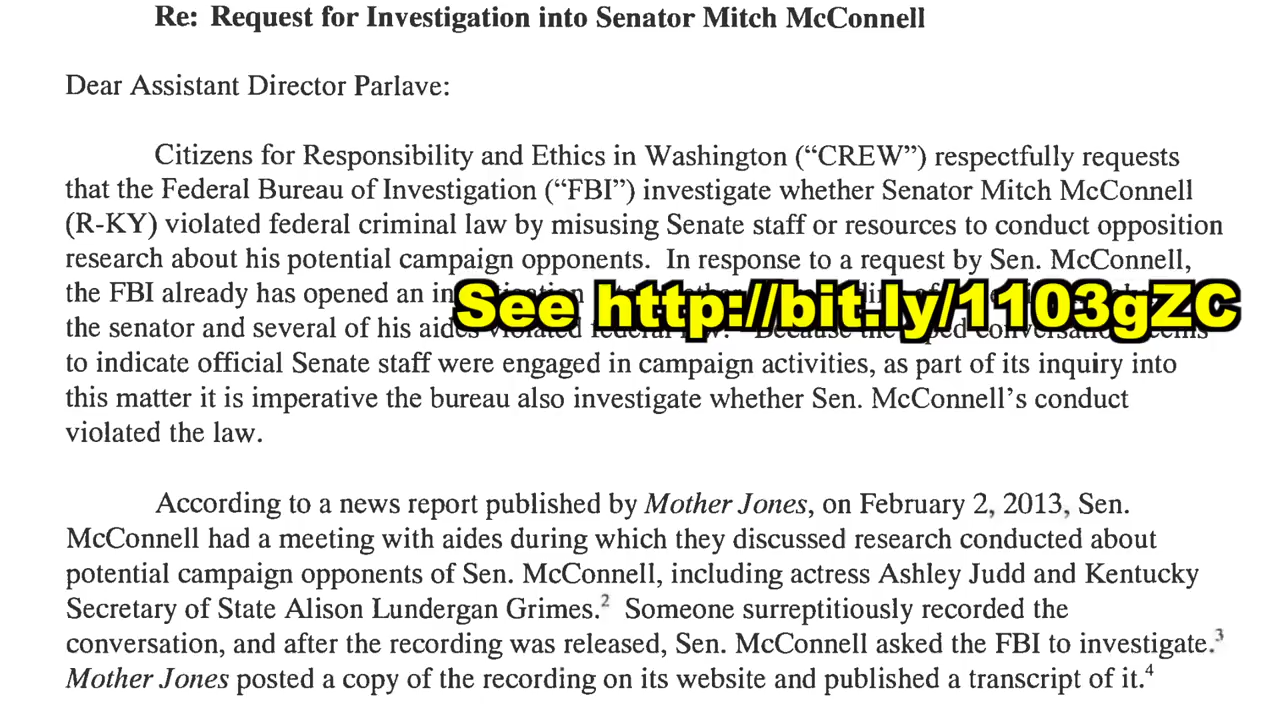 Re: Request for Investigation into Senator Mitch McConnell
Dear Assistant Director Parlave:
Citizens for Responsibility and Ethics in Washington (“CREW”) respectfully requests
that the Federal Bureau of Investigation (“FBI”) investigate whether Senator Mitch McConnell
(R-KY) violated federal criminal law by misusing Senate staff or resources to conduct opposition
research about his potential campaign opponents. In response to a request by Sen. McConnell,
the FBI already has opened an
See http://bit.ly/1103gZC
the senator and several of his aides violated federal law. Because the taped conversation seems
to indicate official Senate staff were engaged in campaign activities, as part of its inquiry into
this matter it is imperative the bureau also investigate whether Sen. McConnell’s conduct
violated the law.
According to a news report published by Mother Jones, on February 2, 2013, Sen.
McConnell had a meeting with aides during which they discussed research conducted about
potential campaign opponents of Sen. McConnell, including actress Ashley Judd and Kentucky
Secretary of State Alison Lundergan Grimes.2 Someone surreptitiously recorded the
conversation, and after the recording was released, Sen. McConnell asked the FBI to investigate.3
Mother Jones posted a copy of the recording on its website and published a transcript of it.4